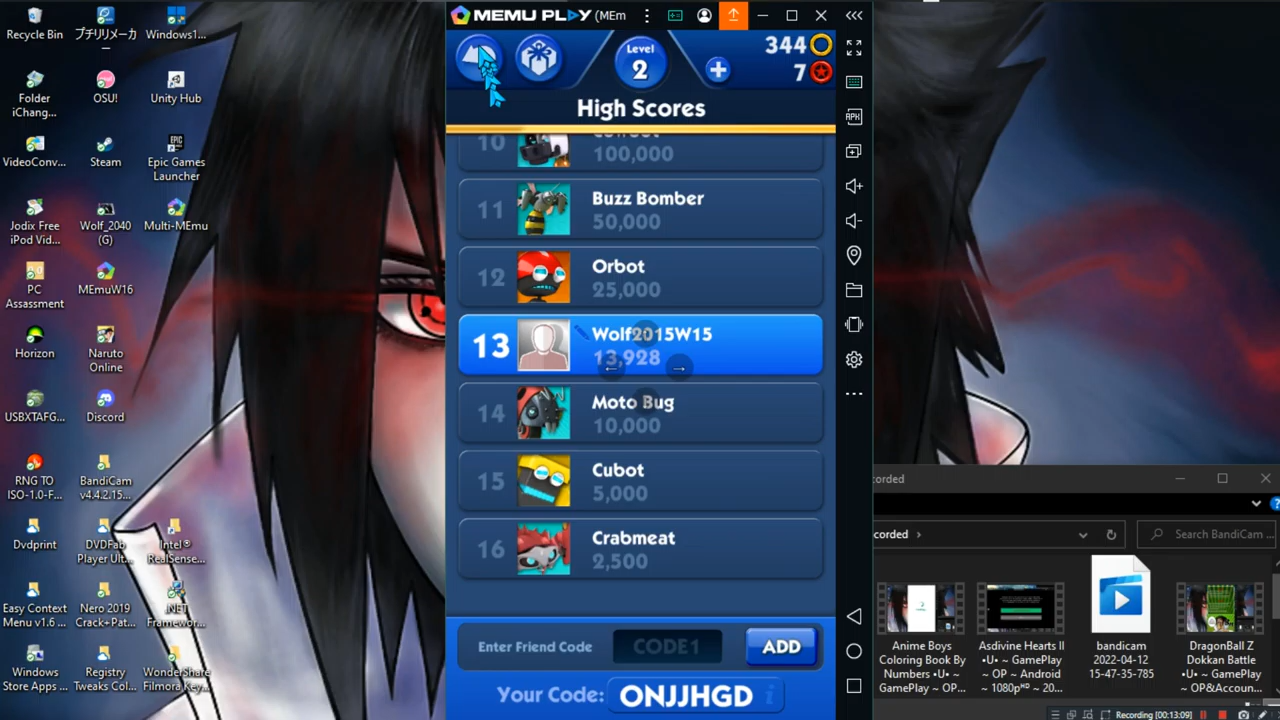 Recycle Bin
プチリメーカー
Windows1...
Folder
iChang...
OSU!
Unity Hub
VideoConv...
Steam
Epic Games
Launcher
Jodix Free
iPod Vid...
Wolf_2040
(G)
Multi-MEmu
PC
Assassment
MEmuW16
Horizon
Naruto
Online
USBXTAFG...
Discord
RNG TO
ISO-1.0-F...
BandiCam
v4.4.2.15...
Dvdprint
DVDFab
Player Ult...
Intel®
RealSense...
Easy Context
Menu v1.6 ...
Nero 2019
Crack+Pat...
.NET
Framewor...
Windows
Store Apps ...
Registry
Tweaks Col...
WonderShare
Filmora Key...
MEMU PLAY (MEm
Level
2
344
7
High Scores
10
100,000
11 Buzz Bomber
50,000
12 Orbot
25,000
13 Wolf2015W15
13,928
14 Moto Bug
10,000
15 Cubot
5,000
16 Crabmeat
2,500
Enter Friend Code CODE1 ADD
Your Code: ONJJHGD i
APK
corded
corded
Search BandiCam ...
Anime Boys
Coloring Book By
Numbers •U• ~
GamePlay ~ OP...
Asdivine Hearts II
•U• ~ GamePlay
~ OP ~ Android
~ 1080pᴴᴰ ~ 20...
bandicam
2022-04-12
15-47-35-785
DragonBall Z
Dokkan Battle
•U• ~ GamePlay
~ OP&Accoun...
Recording [00:13:09]